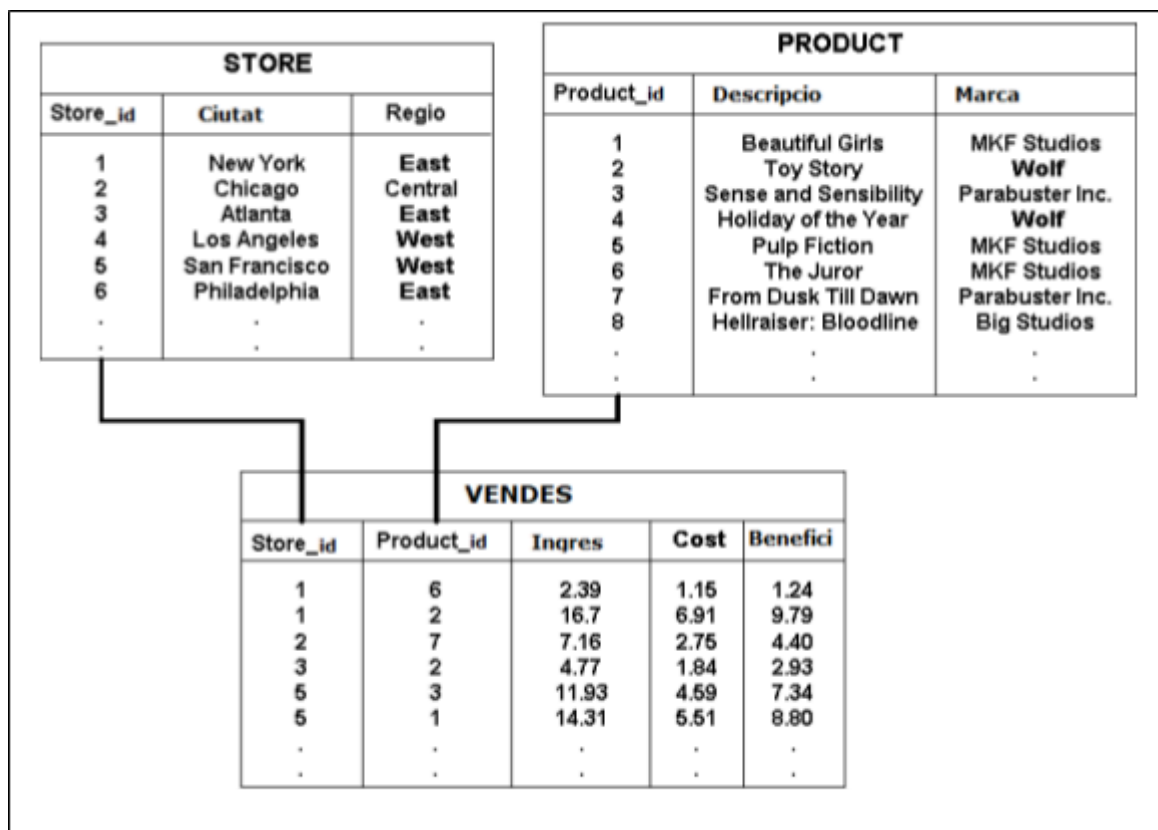 STORE
Store_id Ciutat Regio
1 New York East
2 Chicago Central
3 Atlanta East
4 Los Angeles West
5 San Francisco West
6 Philadelphia East
. . .
. . .
PRODUCT
Product_id Descripcio Marca
1 Beautiful Girls MKF Studios
2 Toy Story Wolf
3 Sense and Sensibility Parabuster Inc.
4 Holiday of the Year Wolf
5 Pulp Fiction MKF Studios
6 The Juror MKF Studios
7 From Dusk Till Dawn Parabuster Inc.
8 Hellraiser: Bloodline Big Studios
. . .
. . .
VENDES
Store_id Product_id Ingres Cost Benefici
1 6 2.39 1.15 1.24
1 2 16.7 6.91 9.79
2 7 7.16 2.75 4.40
3 2 4.77 1.84 2.93
5 3 11.93 4.59 7.34
5 1 14.31 5.51 8.80
. . . . .
. . . . .